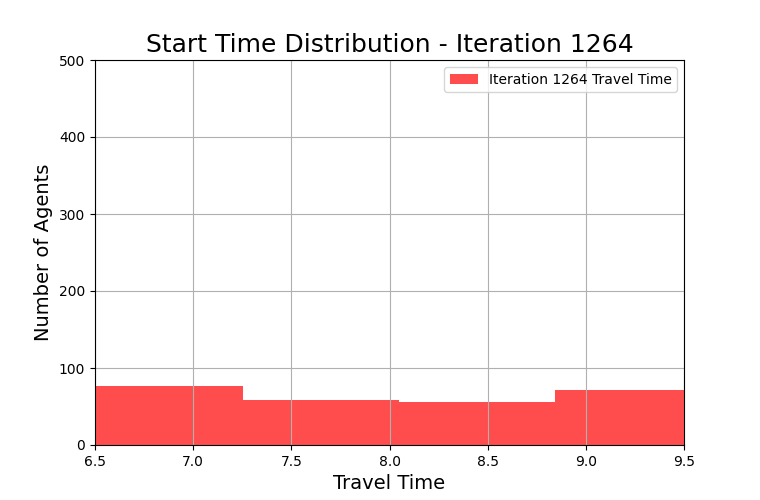 Start Time Distribution - Iteration 1264
Iteration 1264 Travel Time
Number of Agents
500
400
300
200
100
0
6.5 7.0 7.5 8.0 8.5 9.0 9.5
Travel Time